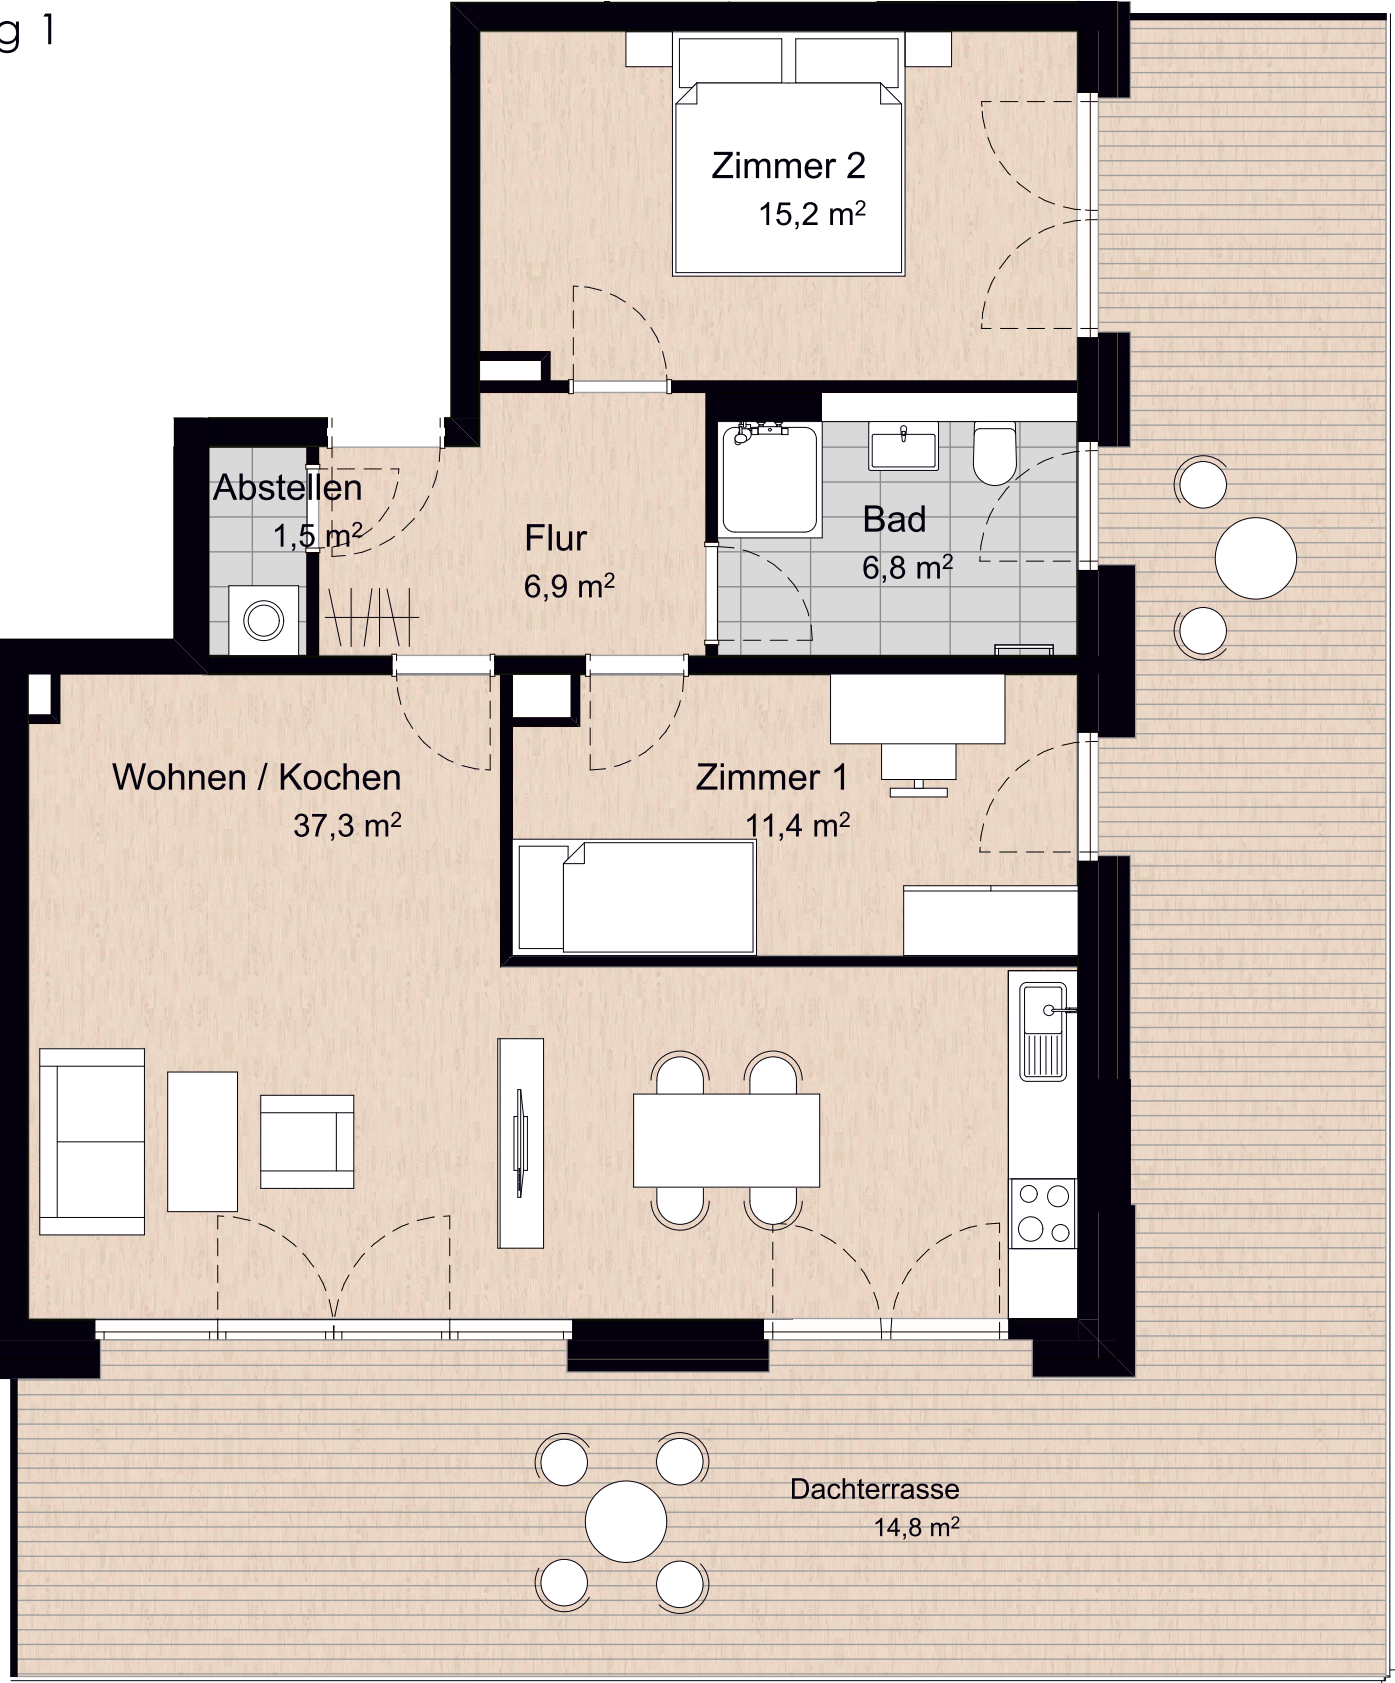 g 1
Zimmer 2
15,2 m²
Abstellen
1,5 m²
Flur
6,9 m²
Bad
6,8 m²
Wohnen / Kochen
37,3 m²
Zimmer 1
11,4 m²
Dachterrasse
14,8 m²